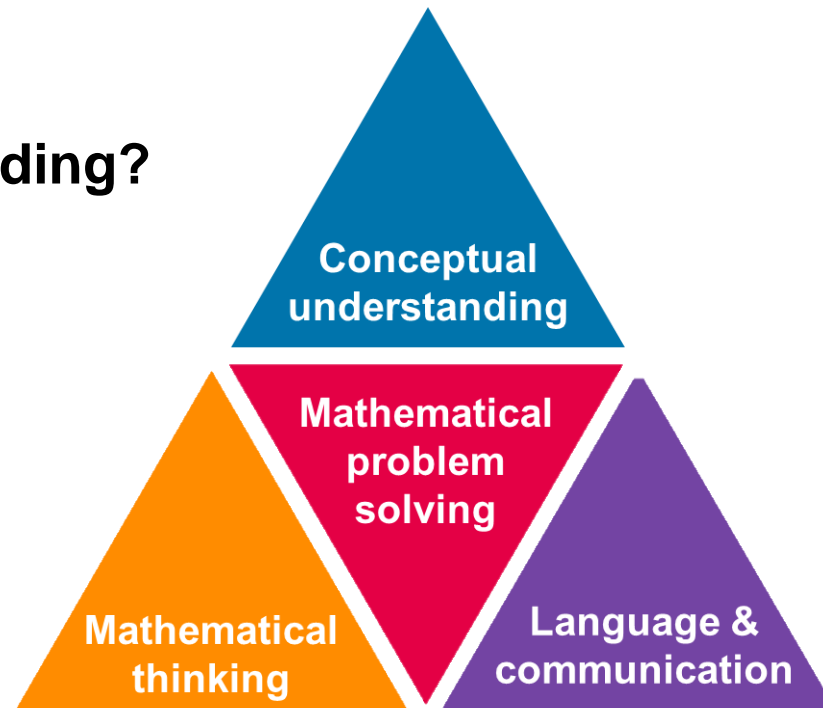 ding?
Conceptual
understanding
Mathematical
problem
solving
Mathematical
thinking
Language &
communication